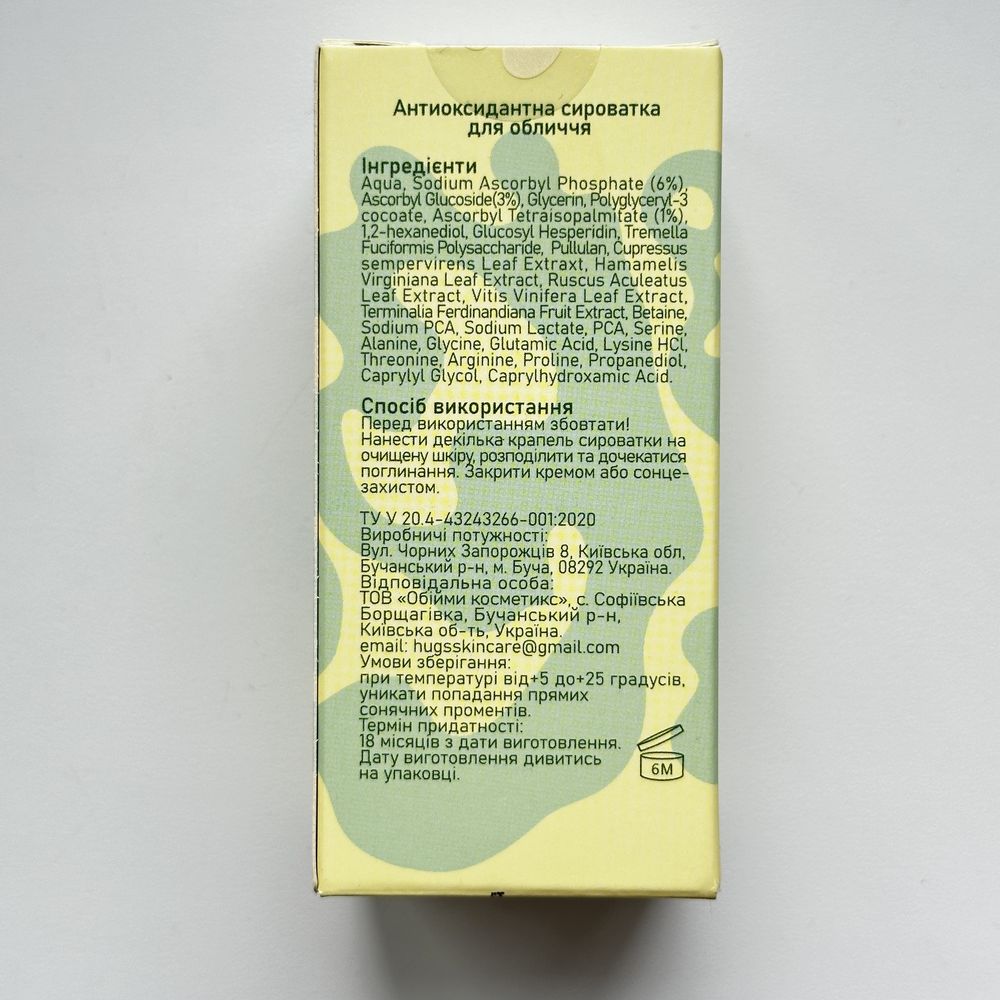 Антиоксидантна сироватка
для обличчя
Інгредієнти
Aqua, Sodium Ascorbyl Phosphate (6%),
Ascorbyl Glucoside(3%), Glycerin, Polyglyceryl-3
cocoate, Ascorbyl Tetraisopalmitate (1%),
1,2-hexanediol, Glucosyl Hesperidin, Tremella
Fuciformis Polysaccharide, Pullulan, Cupressus
sempervirens Leaf Extraxt, Hamamelis
Virginiana Leaf Extract, Ruscus Aculeatus
Leaf Extract, Vitis Vinifera Leaf Extract,
Terminalia Ferdinandiana Fruit Extract, Betaine,
Sodium PCA, Sodium Lactate, PCA, Serine,
Alanine, Glycine, Glutamic Acid, Lysine HCl,
Threonine, Arginine, Proline, Propanediol,
Caprylyl Glycol, Caprylhydroxamic Acid.
Спосіб використання
Перед використанням збовтати!
Нанести декілька крапель сироватки на
очищену шкіру, розподілити та дочекатися
поглинання. Закрити кремом або сонце-
захистом.
ТУ У 20.4-43243266-001:2020
Виробничі потужності:
Вул. Чорних Запорожців 8, Київська обл,
Бучанський р-н, м. Буча, 08292 Україна.
Відповідальна особа:
ТОВ «Обійми косметикс», с. Софіївська
Борщагівка, Бучанський р-н,
Київська об-ть, Україна.
email: hugsskincare@gmail.com
Умови зберігання:
при температурі від+5 до+25 градусів,
уникати попадання прямих
сонячних проментів.
Термін придатності:
18 місяців з дати виготовлення.
Дату виготовлення дивитись
на упаковці.
6M